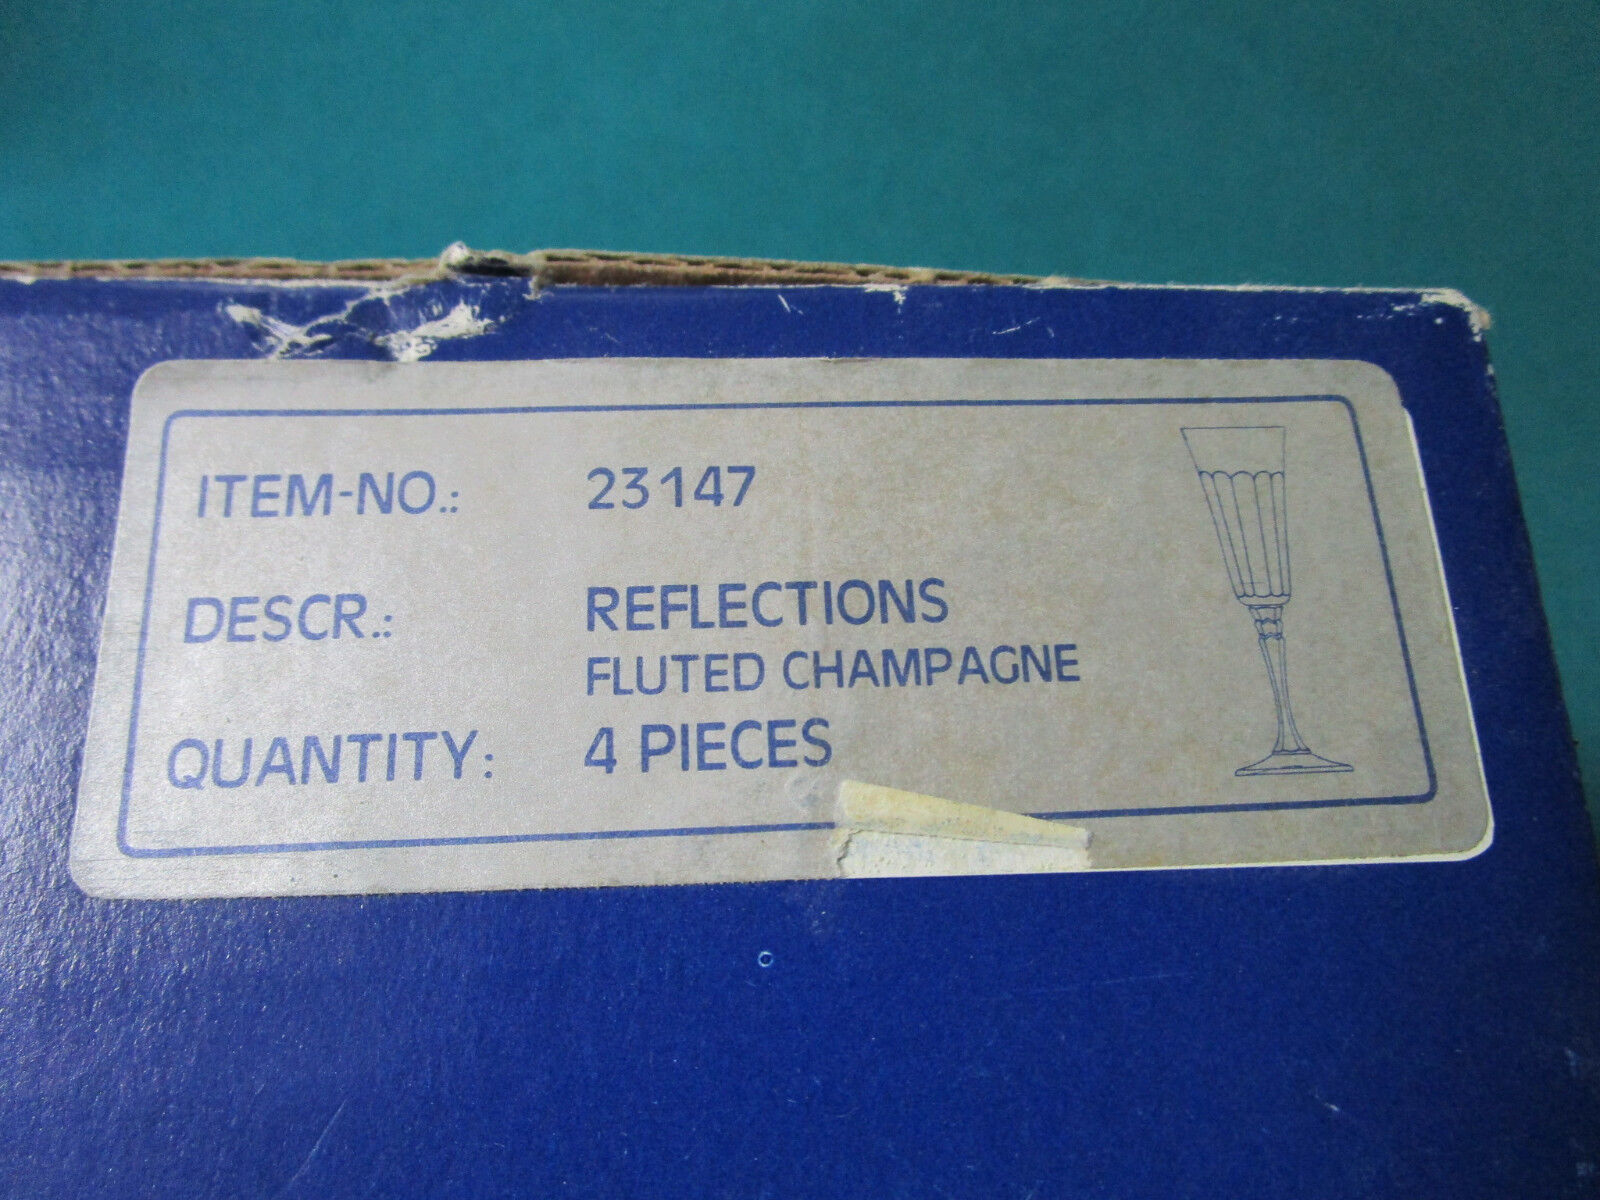 ITEM-NO.: 23147
DESCR.: REFLECTIONS
FLUTED CHAMPAGNE
QUANTITY: 4 PIECES